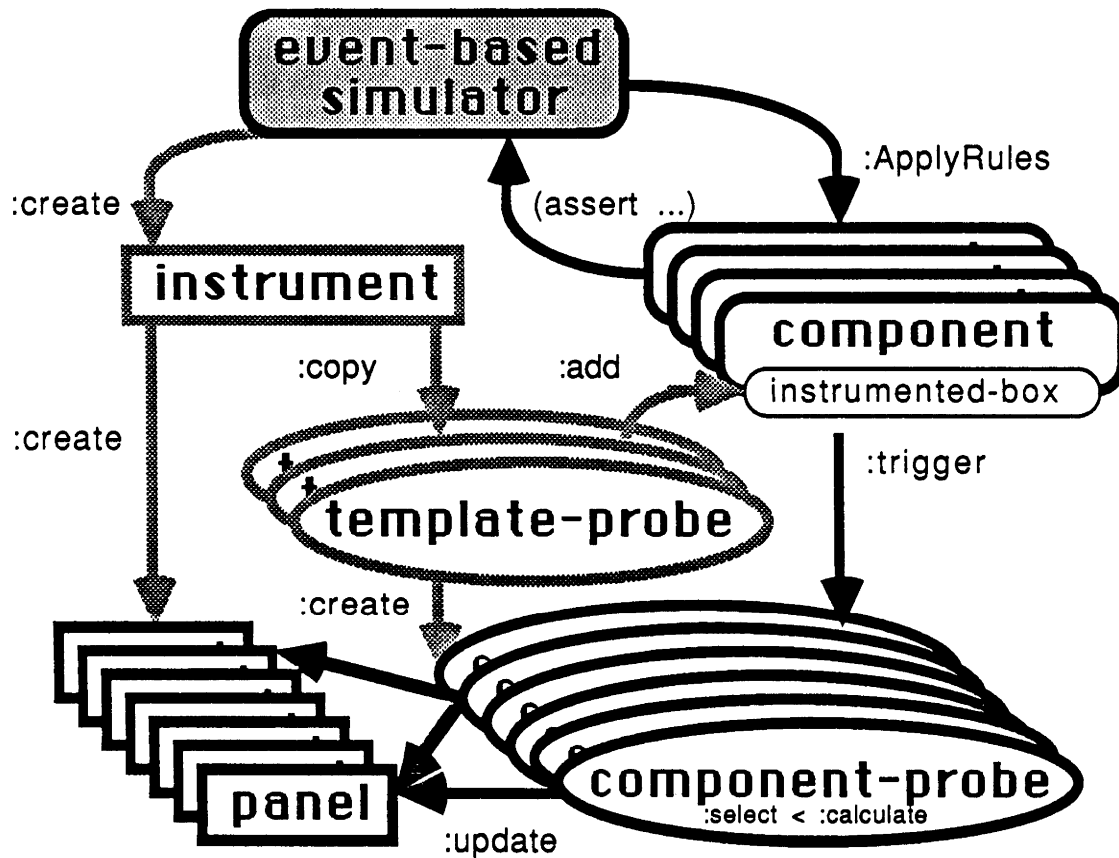 event-based
simulator
:create
:ApplyRules
(assert ...)
instrument
component
instrumented-box
:copy
:add
:create
:trigger
template-probe
:create
component-probe
:select < :calculate
panel
:update